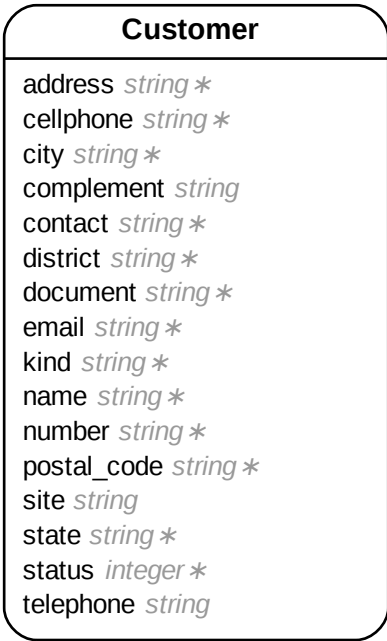 Customer
address string ∗
cellphone string ∗
city string ∗
complement string
contact string ∗
district string ∗
document string ∗
email string ∗
kind string ∗
name string ∗
number string ∗
postal_code string ∗
site string
state string ∗
status integer ∗
telephone string